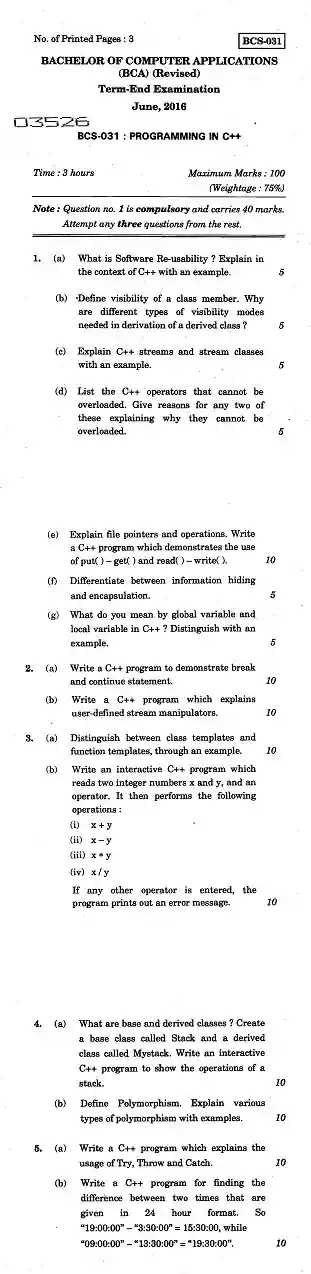 No. of Printed Pages : 3
BCS-031
BACHELOR OF COMPUTER APPLICATIONS
(BCA) (Revised)
Term-End Examination
June, 2016
03526
BCS-031 : PROGRAMMING IN C++
Time : 3 hours Maximum Marks : 100
(Weightage : 75%)
Note : Question no. 1 is compulsory and carries 40 marks.
Attempt any three questions from the rest.
1. (a) What is Software Re-usability ? Explain in
the context of C++ with an example. 5
(b) Define visibility of a class member. Why
are different types of visibility modes
needed in derivation of a derived class ? 5
(c) Explain C++ streams and stream classes
with an example. 5
(d) List the C++ operators that cannot be
overloaded. Give reasons for any two of
these explaining why they cannot be
overloaded. 5
(e) Explain file pointers and operations. Write
a C++ program which demonstrates the use
of put( ) – get( ) and read( ) – write( ). 10
(f) Differentiate between information hiding
and encapsulation. 5
(g) What do you mean by global variable and
local variable in C++ ? Distinguish with an
example. 5
2. (a) Write a C++ program to demonstrate break
and continue statement. 10
(b) Write a C++ program which explains
user-defined stream manipulators. 10
3. (a) Distinguish between class templates and
function templates, through an example. 10
(b) Write an interactive C++ program which
reads two integer numbers x and y, and an
operator. It then performs the following
operations :
(i) x + y
(ii) x – y
(iii) x * y
(iv) x / y
If any other operator is entered, the
program prints out an error message. 10
4. (a) What are base and derived classes ? Create
a base class called Stack and a derived
class called Mystack. Write an interactive
C++ program to show the operations of a
stack. 10
(b) Define Polymorphism. Explain various
types of polymorphism with examples. 10
5. (a) Write a C++ program which explains the
usage of Try, Throw and Catch. 10
(b) Write a C++ program for finding the
difference between two times that are
given in 24 hour format. So
“19:00:00” – “3:30:00” = 15:30:00, while
“09:00:00” – “13:30:00” = “19:30:00”. 10